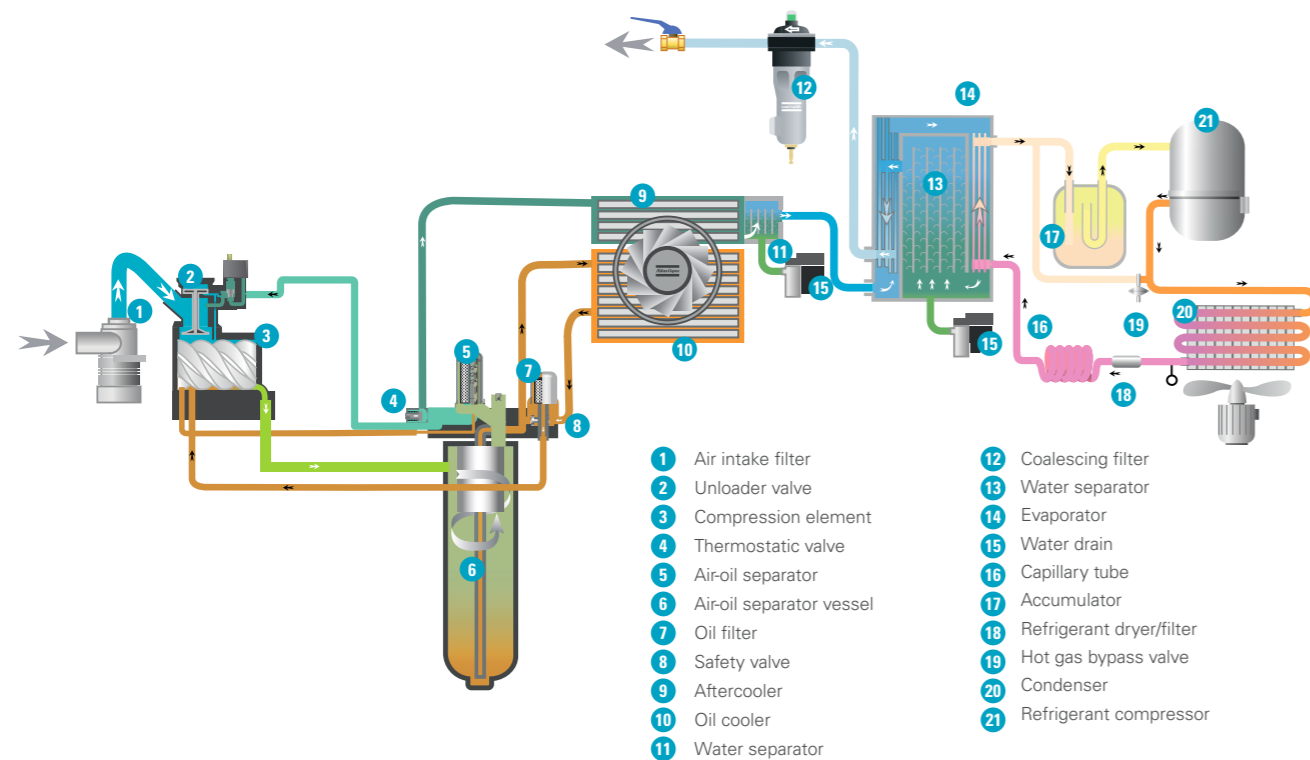 12
14
21
13
9
17
11
2
15
1
16
20
3
19
15
5
10
7
18
4
8
6
1 Air intake filter
2 Unloader valve
3 Compression element
4 Thermostatic valve
5 Air-oil separator
6 Air-oil separator vessel
7 Oil filter
8 Safety valve
9 Aftercooler
10 Oil cooler
11 Water separator
12 Coalescing filter
13 Water separator
14 Evaporator
15 Water drain
16 Capillary tube
17 Accumulator
18 Refrigerant dryer/filter
19 Hot gas bypass valve
20 Condenser
21 Refrigerant compressor